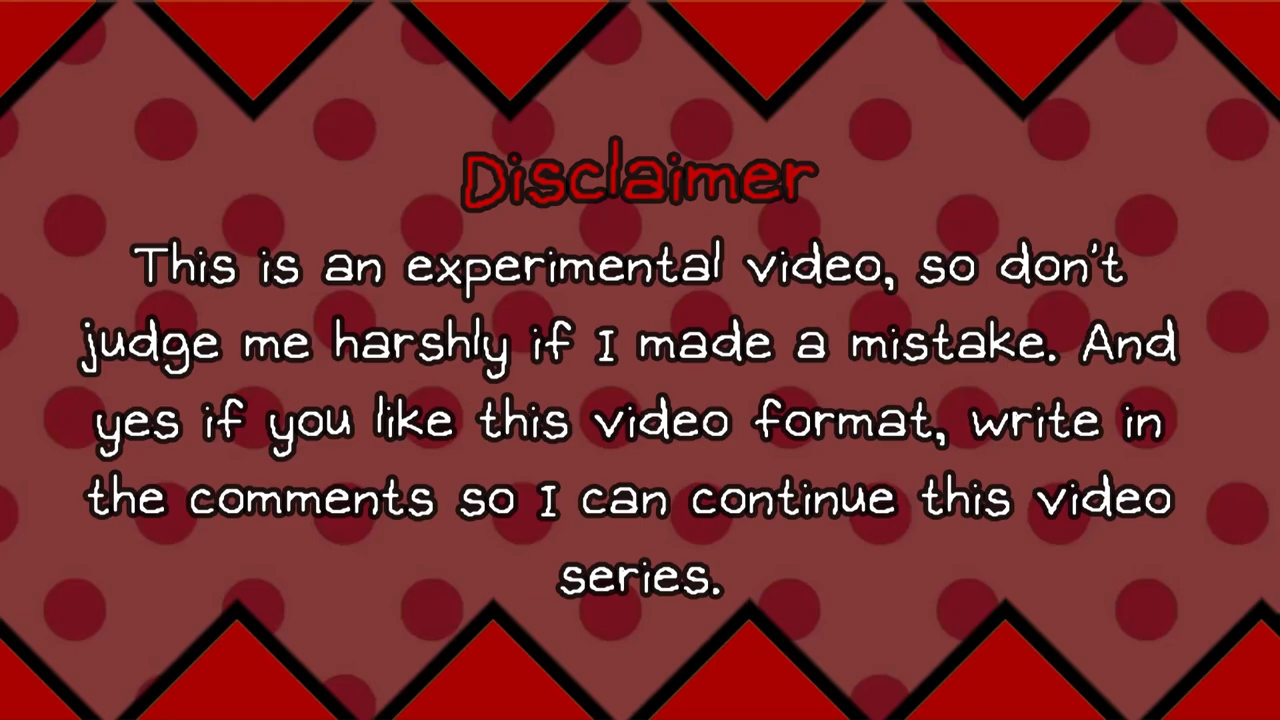 Disclaimer
This is an experimental video, so don't
judge me harshly if I made a mistake. And
yes if you like this video format, write in
the comments so I can continue this video
series.